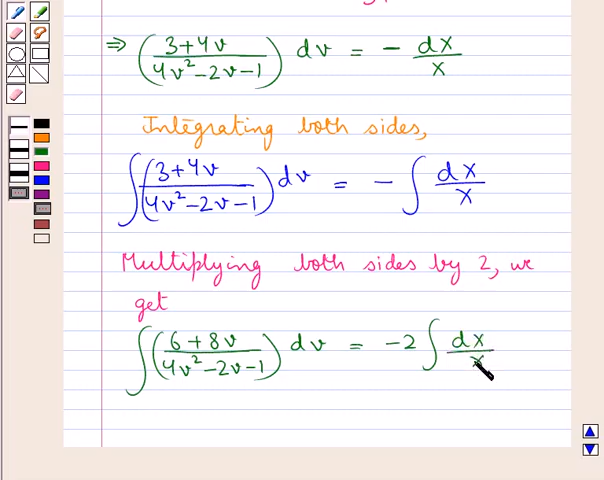 ⇒ (3+4v / 4v²-2v-1) dv = - dx/x
Integrating both sides,
∫(3+4v / 4v²-2v-1) dv = -∫ dx/x
Multiplying both sides by 2, we
get
∫(6+8v / 4v²-2v-1) dv = -2∫ dx/x